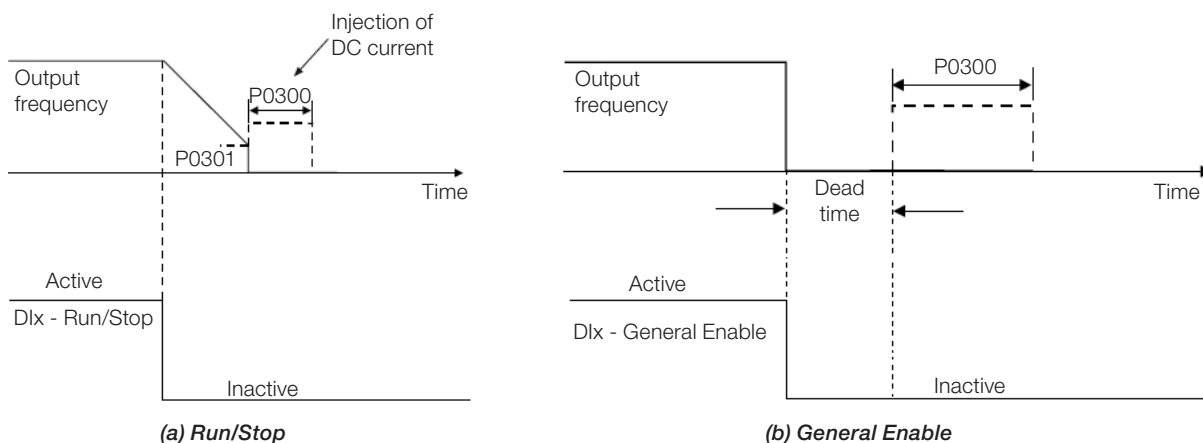 Injection of
DC current
Output
frequency
P0300
P0301
Time
Active
DIx - Run/Stop
Inactive
(a) Run/Stop
Output
frequency
P0300
Dead
time
Time
Active
DIx - General Enable
Inactive
(b) General Enable